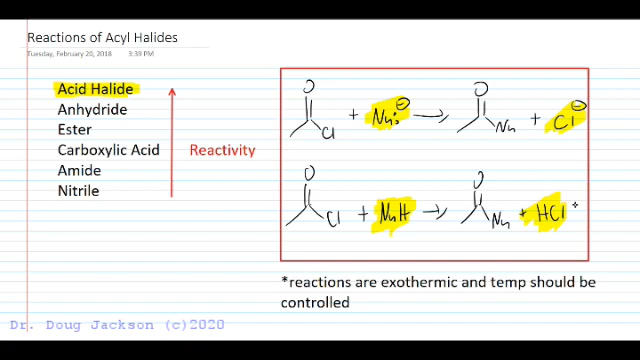 Reactions of Acyl Halides
Tuesday, February 20, 2018 3:39 PM
Acid Halide
Anhydride
Ester
Carboxylic Acid
Amide
Nitrile
Reactivity
O
Cl + Nu:⊖ → O Nu + Cl⊖
O
Cl + NuH → O Nu + HCl
*reactions are exothermic and temp should be
controlled
Dr. Doug Jackson (c)2020